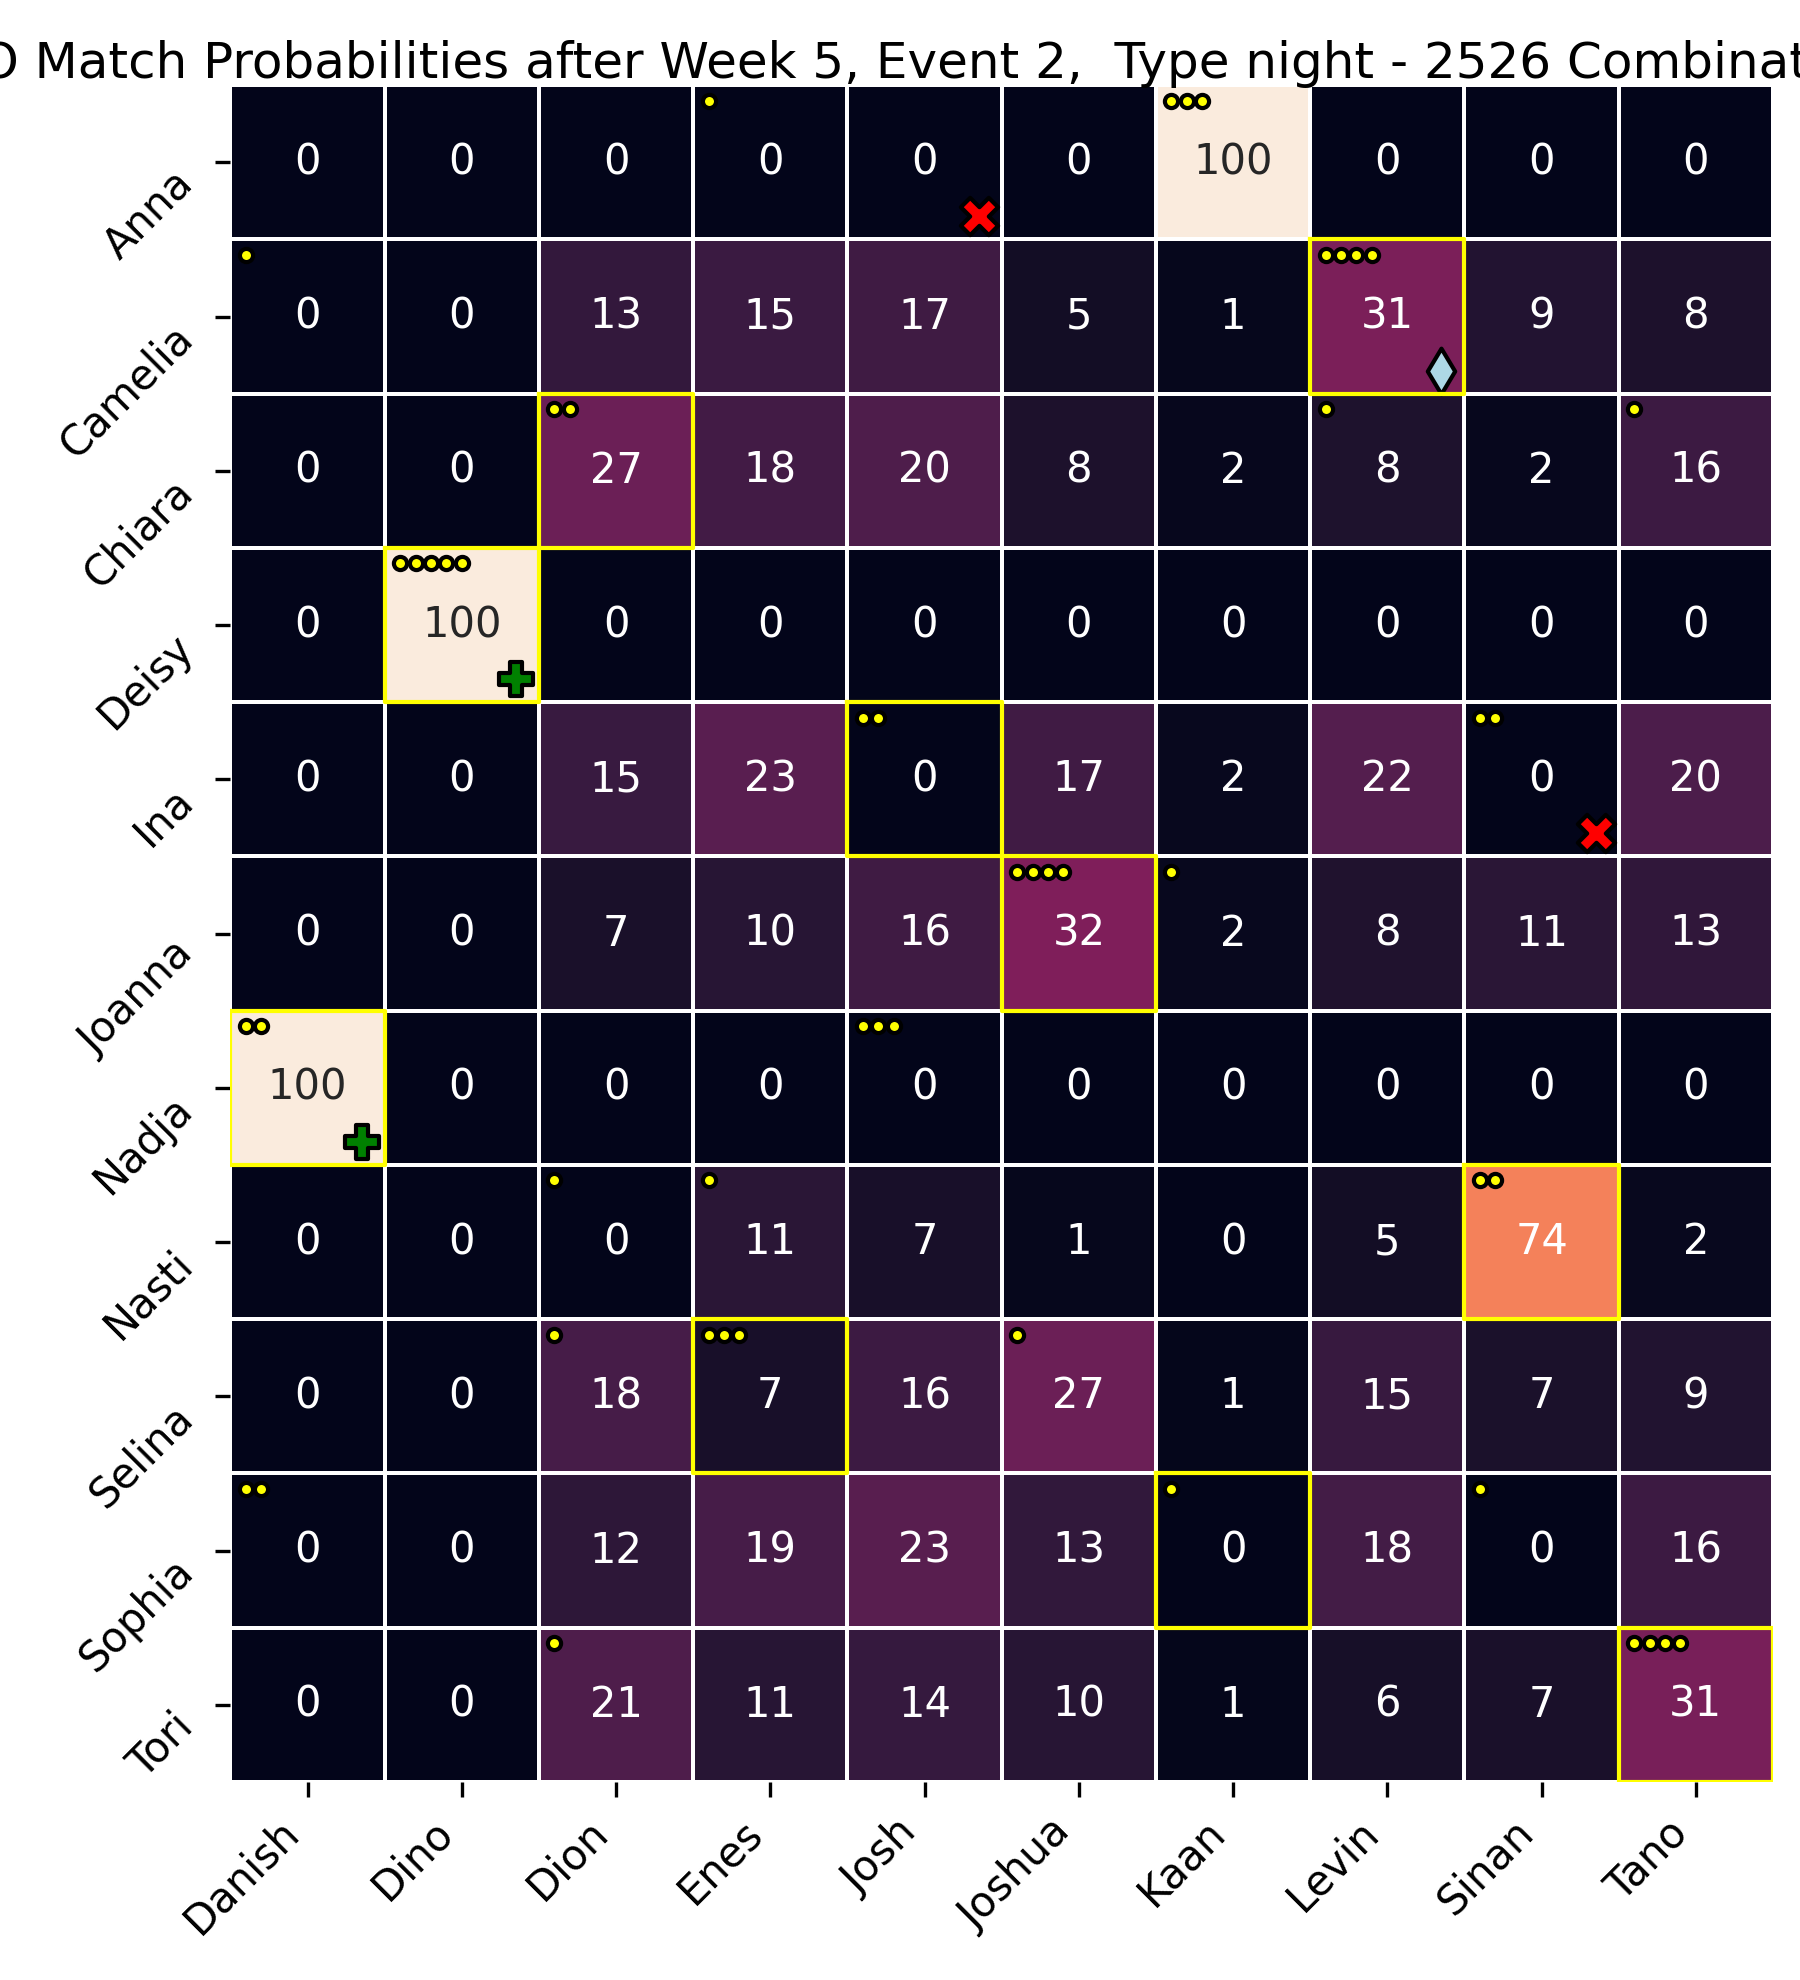 Match Probabilities after Week 5, Event 2, Type night - 2526
Anna 0 0 0 0 0 0 100 0 0 0
Camelia 0 0 13 15 17 5 1 31 9 8
Chiara 0 0 27 18 20 8 2 8 2 16
Deisy 0 100 0 0 0 0 0 0 0 0
Ina 0 0 15 23 0 17 2 22 0 20
Joanna 0 0 7 10 16 32 2 8 11 13
Nadja 100 0 0 0 0 0 0 0 0 0
Nasti 0 0 0 11 7 1 0 5 74 2
Selina 0 0 18 7 16 27 1 15 7 9
Sophia 0 0 12 19 23 13 0 18 0 16
Tori 0 0 21 11 14 10 1 6 7 31
Danish Dino Dion Enes Josh Joshua Kaan Levin Sinan Tano